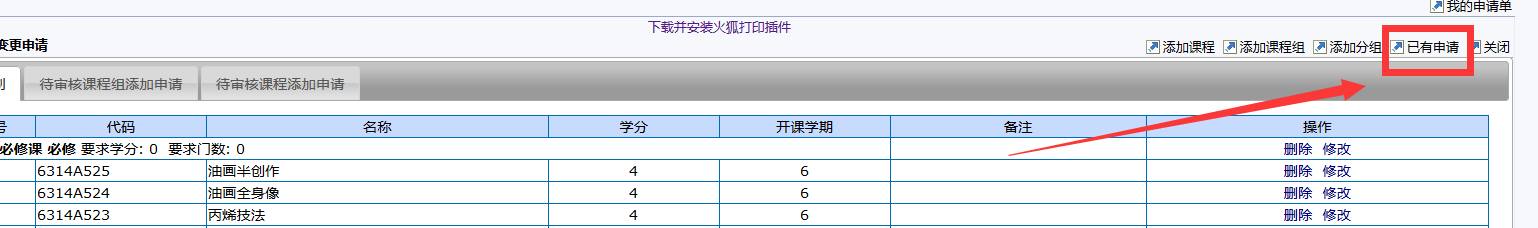 我的申请单
下载并安装火狐打印插件
变更申请
添加课程 添加课程组 添加分组 已有申请 关闭
待审核课程组添加申请 待审核课程添加申请
号 代码 名称 学分 开课学期 备注 操作
必修课 必修 要求学分: 0 要求门数: 0 删除 修改
6314A525 油画半创作 4 6 删除 修改
6314A524 油画全身像 4 6 删除 修改
6314A523 丙烯技法 4 6 删除 修改